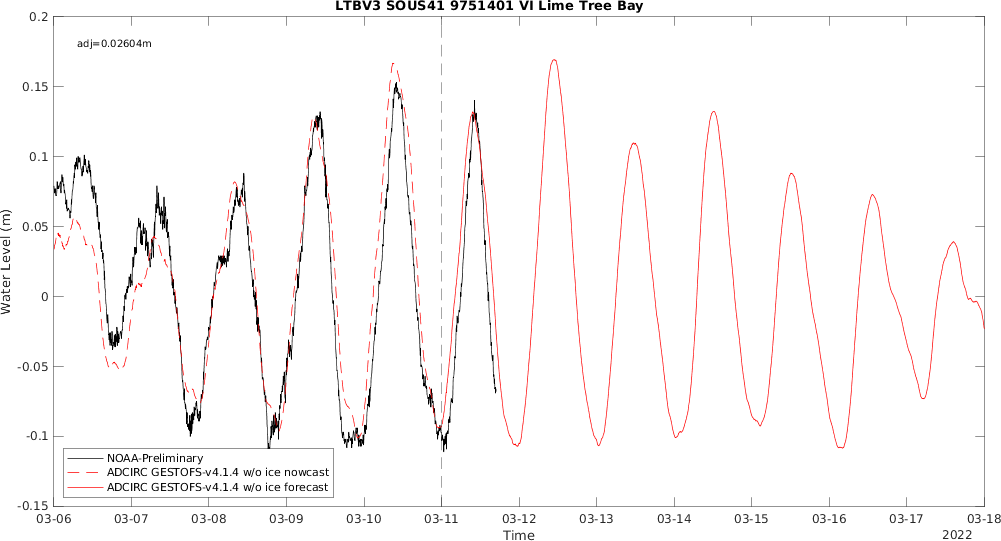 LTBV3 SOUS41 9751401 VI Lime Tree Bay
adj=0.02604m
Water Level (m)
0.2
0.15
0.1
0.05
0
-0.05
-0.1
-0.15
NOAA-Preliminary
ADCIRC GESTOFS-v4.1.4 w/o ice nowcast
ADCIRC GESTOFS-v4.1.4 w/o ice forecast
03-06 03-07 03-08 03-09 03-10 03-11 03-12 03-13 03-14 03-15 03-16 03-17 03-18
Time
2022